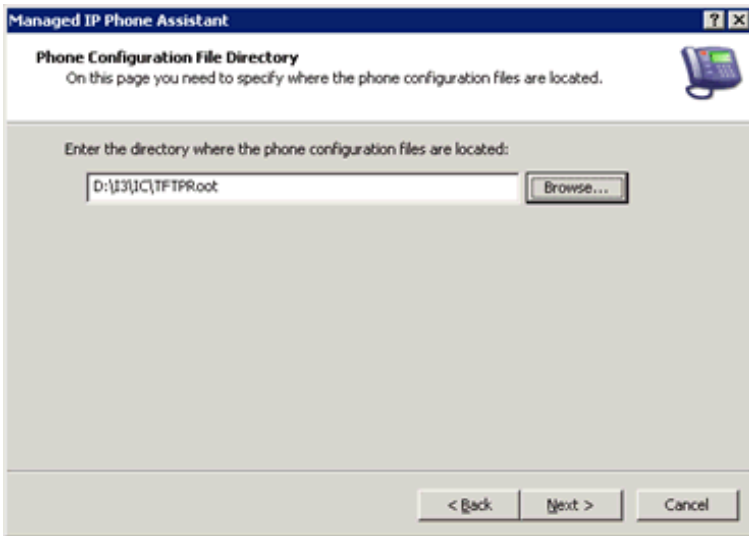 Managed IP Phone Assistant
Phone Configuration File Directory
On this page you need to specify where the phone configuration files are located.
Enter the directory where the phone configuration files are located:
D:\I3\IC\TFTPRoot
Browse...
< Back
Next >
Cancel